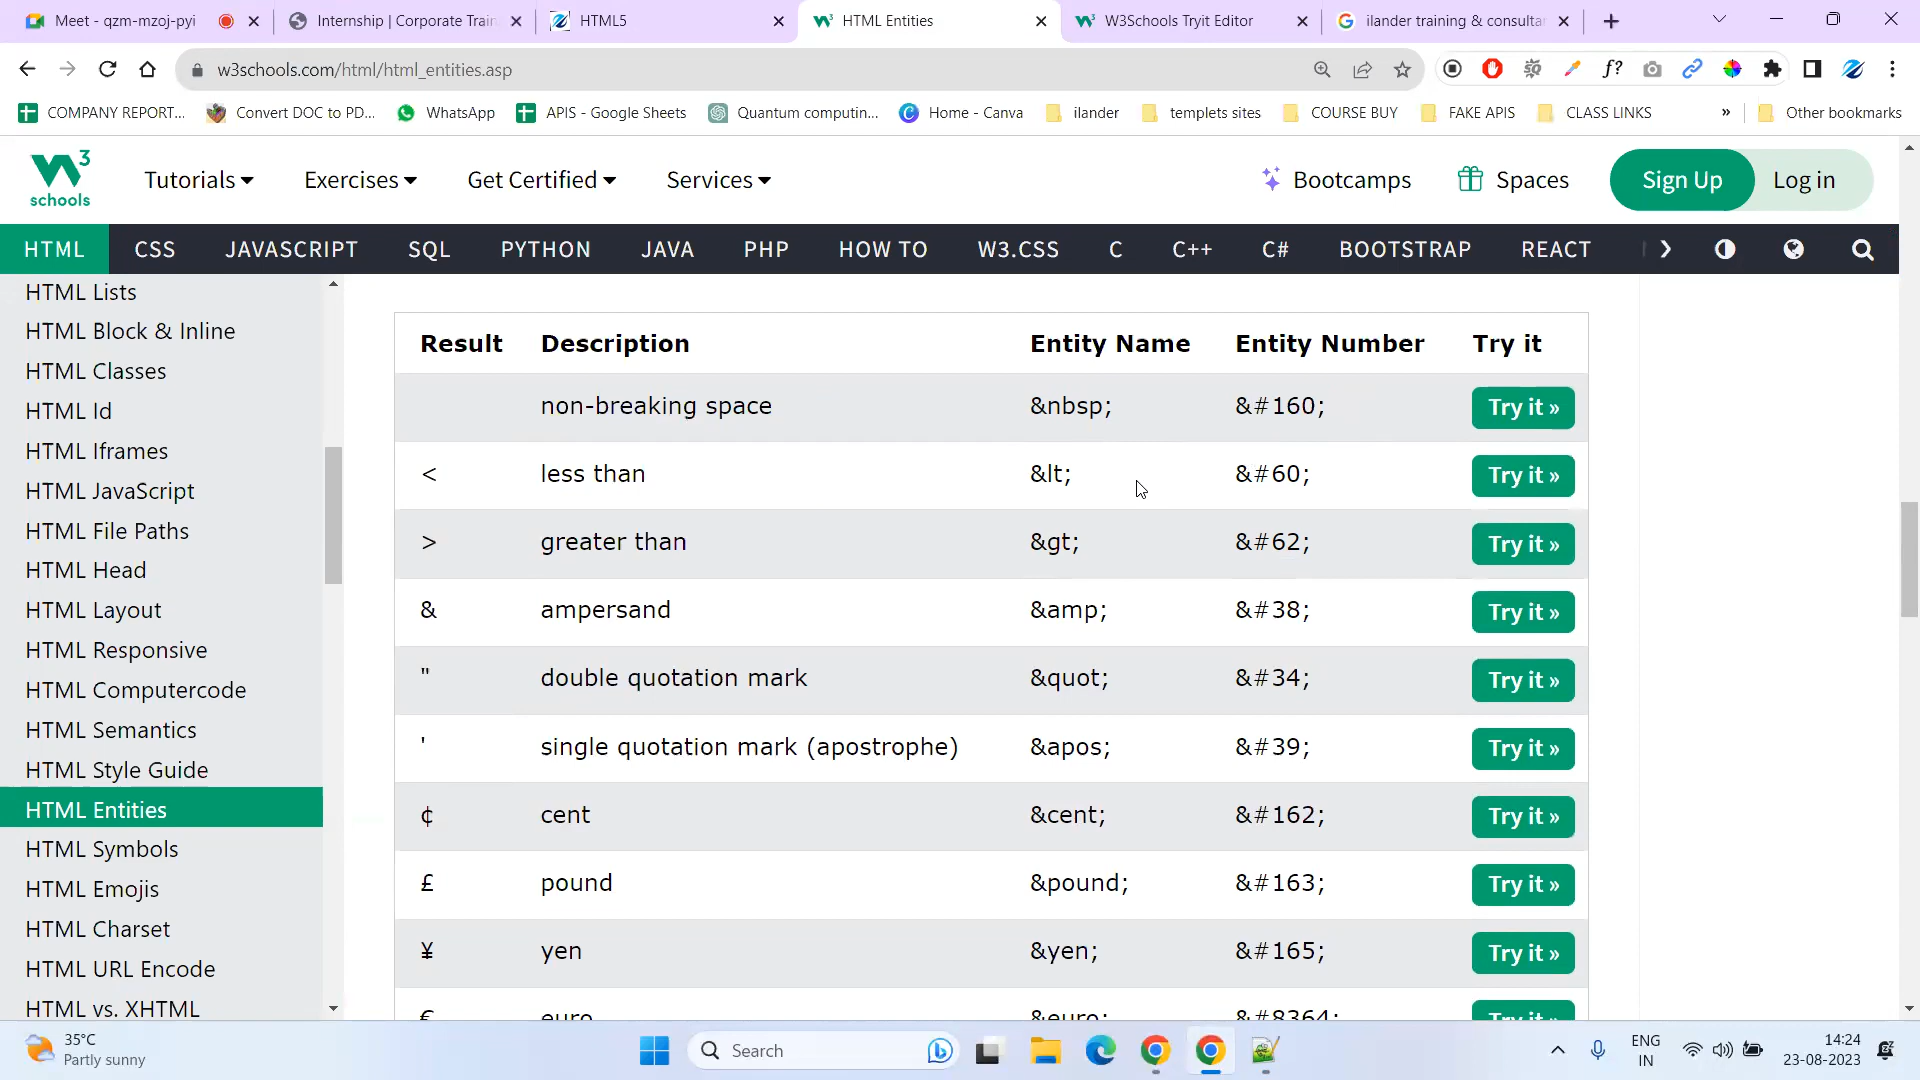 Meet - qzm-mzoj-pyi
Internship | Corporate Train
HTML5
HTML Entities
W3Schools Tryit Editor
ilander training & consulta
w3schools.com/html/html_entities.asp
COMPANY REPORT...
Convert DOC to PD...
WhatsApp
APIS - Google Sheets
Quantum computin...
Home - Canva
ilander
templets sites
COURSE BUY
FAKE APIS
CLASS LINKS
»
Other bookmarks
W3 schools
Tutorials
Exercises
Get Certified
Services
Bootcamps
Spaces
Sign Up
Log in
HTML CSS JAVASCRIPT SQL PYTHON JAVA PHP HOW TO W3.CSS C C++ C# BOOTSTRAP REACT
HTML Lists
HTML Block & Inline
HTML Classes
HTML Id
HTML Iframes
HTML JavaScript
HTML File Paths
HTML Head
HTML Layout
HTML Responsive
HTML Computercode
HTML Semantics
HTML Style Guide
HTML Entities
HTML Symbols
HTML Emojis
HTML Charset
HTML URL Encode
HTML vs. XHTML
Result Description Entity Name Entity Number Try it
non-breaking space &nbsp; &#160; Try it »
< less than &lt; &#60; Try it »
> greater than &gt; &#62; Try it »
& ampersand &amp; &#38; Try it »
" double quotation mark &quot; &#34; Try it »
' single quotation mark (apostrophe) &apos; &#39; Try it »
¢ cent &cent; &#162; Try it »
£ pound &pound; &#163; Try it »
¥ yen &yen; &#165; Try it »
€ euro &euro; &#8364; Try it »
35°C
Partly sunny
Search
ENG
IN
14:24
23-08-2023